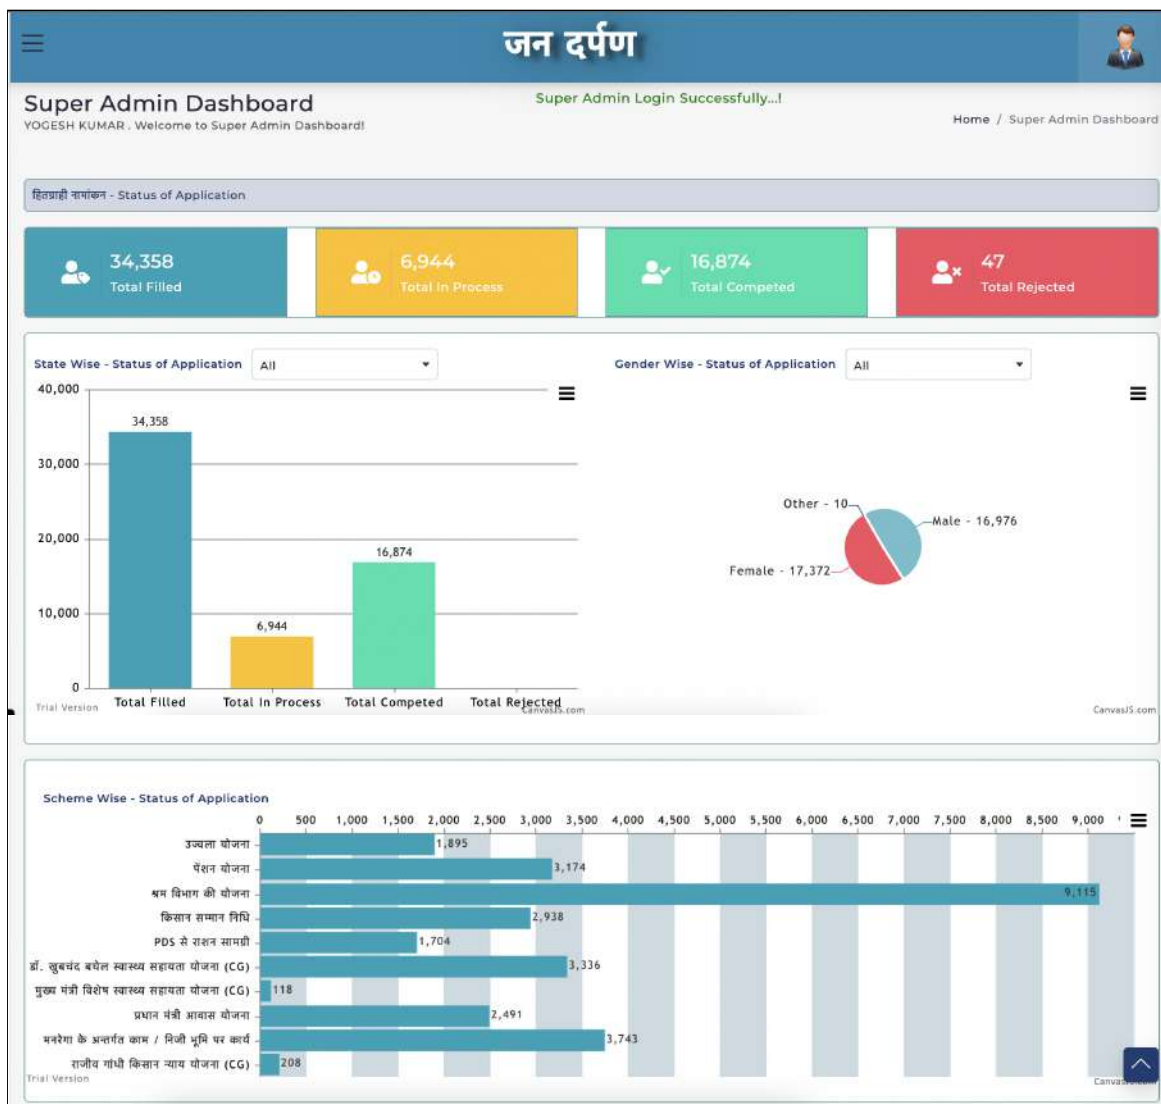 जन दर्पण
Super Admin Dashboard
Super Admin Login Successfully...!
YOGESH KUMAR . Welcome to Super Admin Dashboard!
Home / Super Admin Dashboard
हितग्राही नामांकन - Status of Application
34,358
Total Filled
6,944
Total In Process
16,874
Total Competed
47
Total Rejected
State Wise - Status of Application
All
40,000
30,000
20,000
10,000
0
34,358
6,944
16,874
Total Filled
Total In Process
Total Competed
Total Rejected
Trial Version
CanvasJS.com
Gender Wise - Status of Application
All
Other - 10
Male - 16,976
Female - 17,372
CanvasJS.com
Scheme Wise - Status of Application
0 500 1,000 1,500 2,000 2,500 3,000 3,500 4,000 4,500 5,000 5,500 6,000 6,500 7,000 7,500 8,000 8,500 9,000
उज्वला योजना 1,895
पेंशन योजना 3,174
श्रम विभाग की योजना 9,115
किसान सम्मान निधि 2,938
PDS से राशन सामग्री 1,704
डॉ. खुबचंद बघेल स्वास्थ्य सहायता योजना (CG) 3,336
मुख्य मंत्री विशेष स्वास्थ्य सहायता योजना (CG) 118
प्रधान मंत्री आवास योजना 2,491
मनरेगा के अन्तर्गत काम / निजी भूमि पर कार्य 3,743
राजीव गांधी किसान न्याय योजना (CG) 208
Trial Version